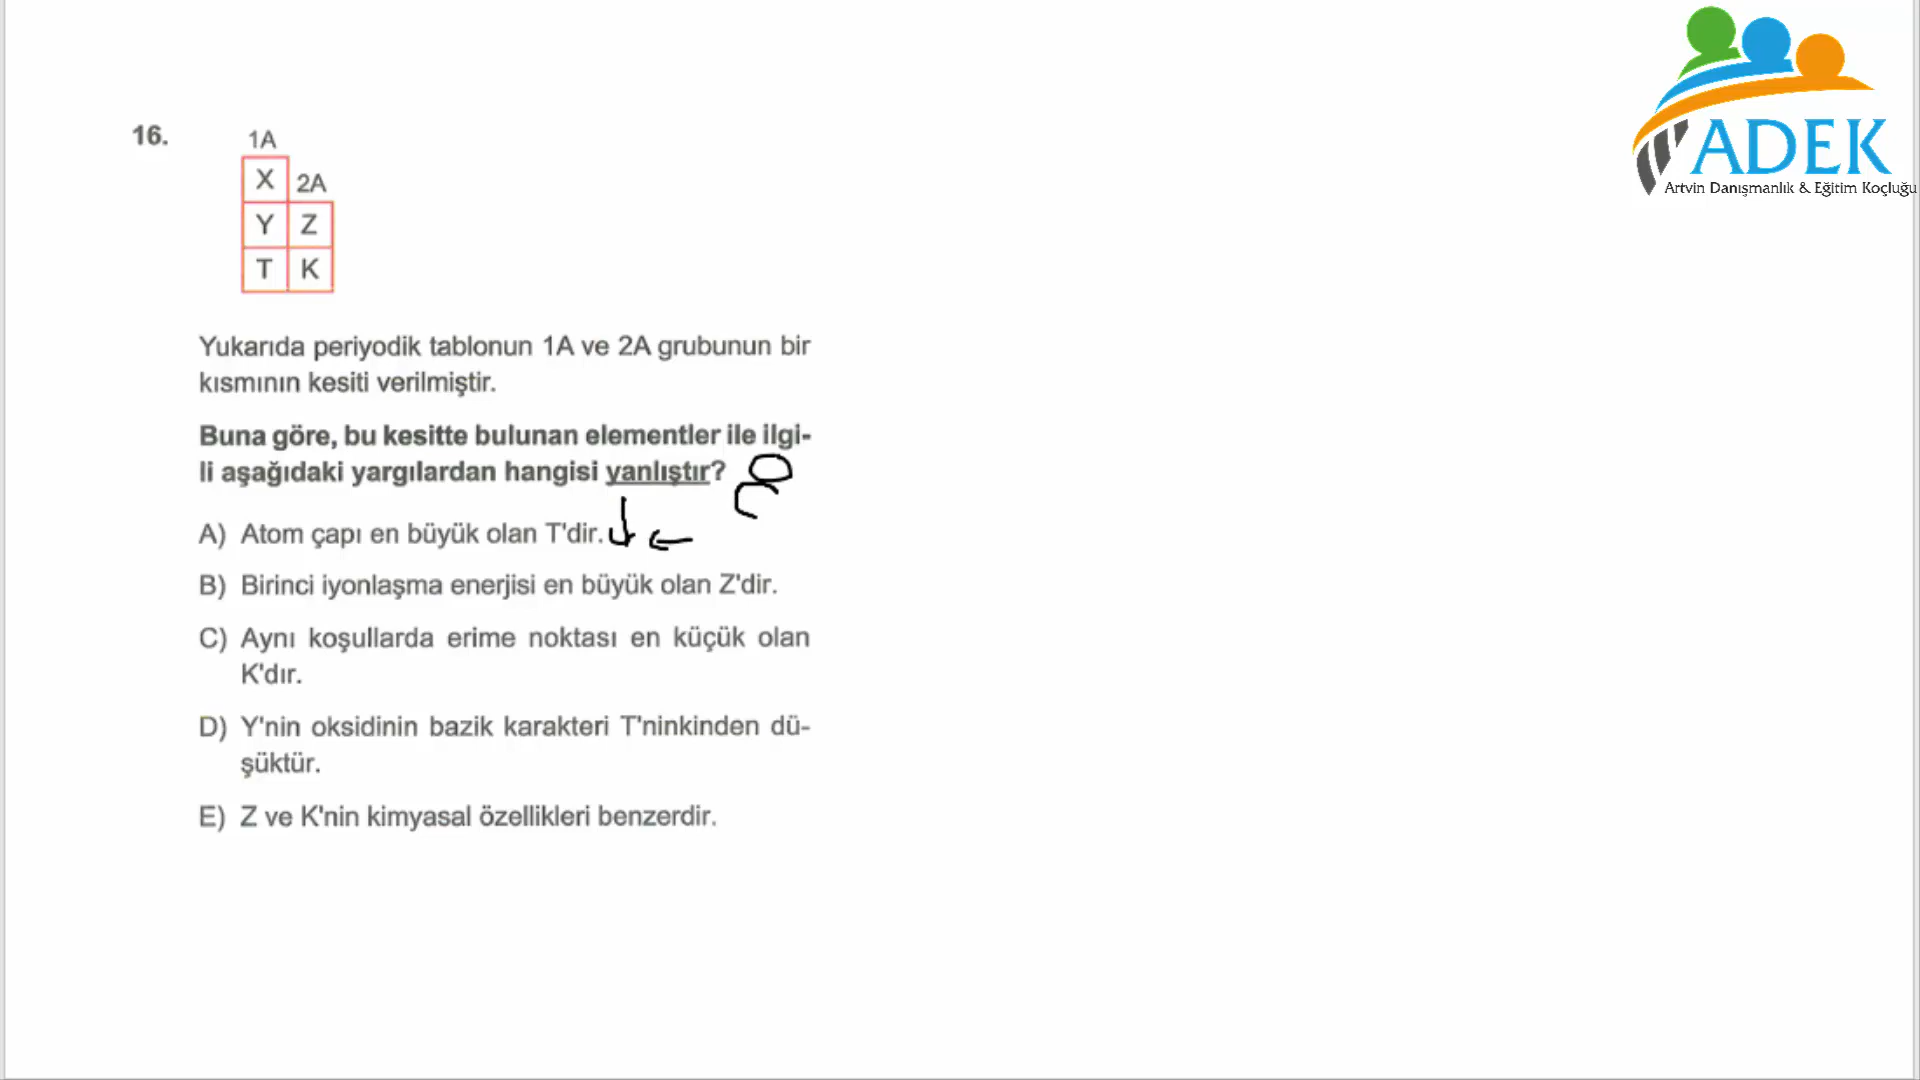 ADEK
Artvin Danışmanlık & Eğitim Koçluğu
16.
1A
X 2A
Y Z
T K
Yukarıda periyodik tablonun 1A ve 2A grubunun bir
kısmının kesiti verilmiştir.
Buna göre, bu kesitte bulunan elementler ile ilgi-
li aşağıdaki yargılardan hangisi yanlıştır?
A) Atom çapı en büyük olan T'dir.
B) Birinci iyonlaşma enerjisi en büyük olan Z'dir.
C) Aynı koşullarda erime noktası en küçük olan
K'dır.
D) Y'nin oksidinin bazik karakteri T'ninkinden dü-
şüktür.
E) Z ve K'nin kimyasal özellikleri benzerdir.